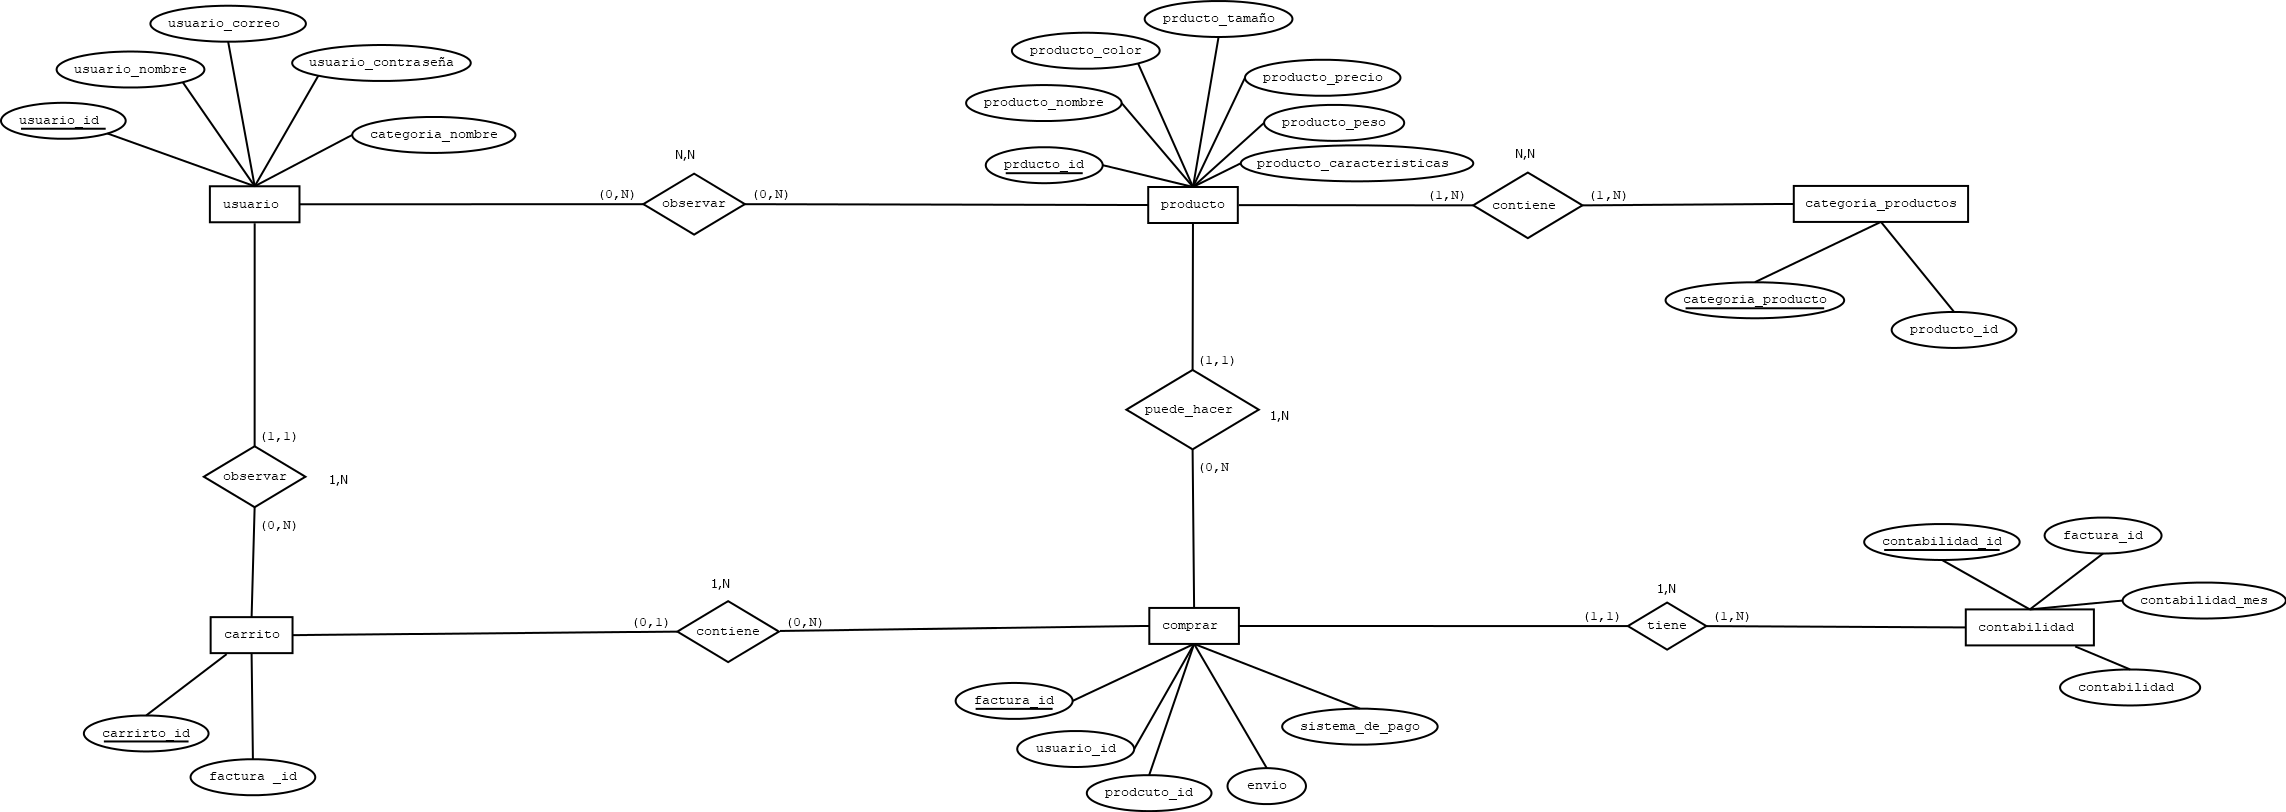 usuario_correo
usuario_nombre
usuario_contraseña
usuario_id
categoria_nombre
usuario
prducto_tamaño
producto_color
producto_precio
producto_nombre
producto_peso
prducto_id
producto_caracteristicas
producto
N,N
(0,N)
observar
(0,N)
N,N
(1,N)
contiene
(1,N)
categoria_productos
categoria_producto
producto_id
(1,1)
observar
1,N
(0,N)
(1,1)
puede_hacer
1,N
(0,N
carrito
carrirto_id
factura _id
1,N
(0,1)
contiene
(0,N)
comprar
factura_id
usuario_id
prodcuto_id
envio
sistema_de_pago
1,N
(1,1)
tiene
(1,N)
contabilidad_id
factura_id
contabilidad_mes
contabilidad
contabilidad